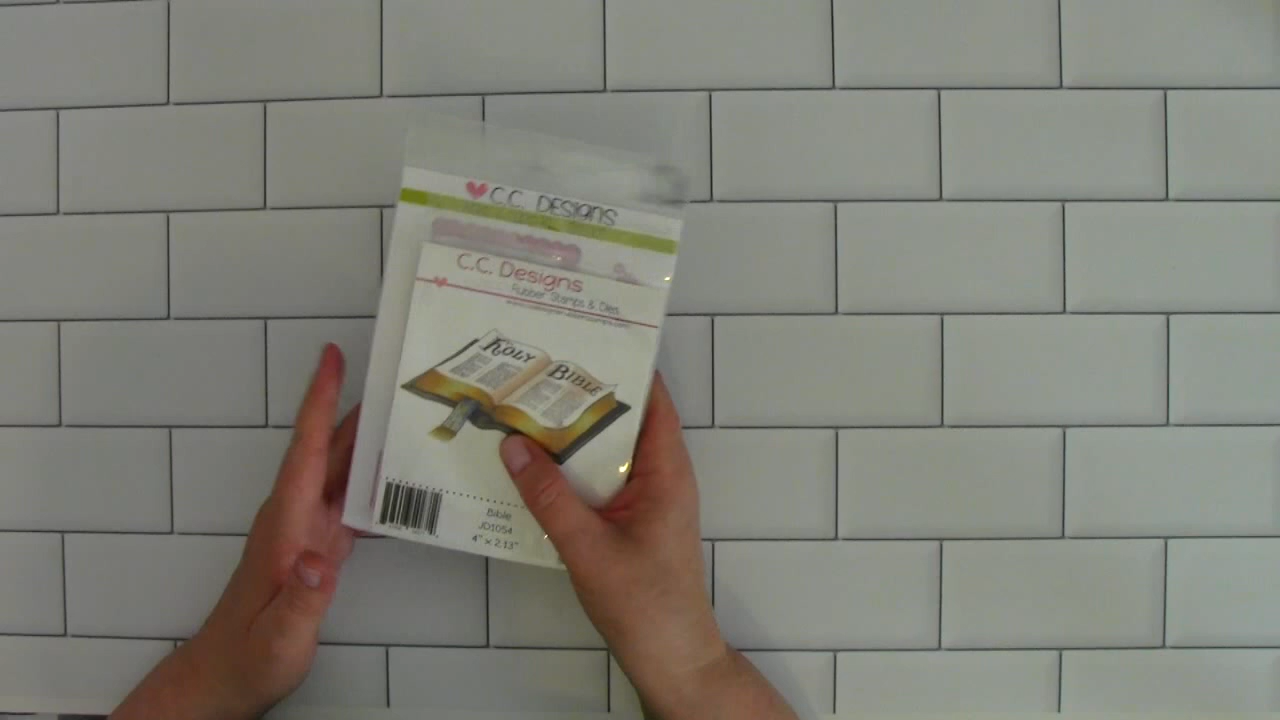 C.C. Designs
C.C. Designs
Rubber Stamps & Dies
HOLY
BIBLE
Bible
JD1054
4" x 2.13"